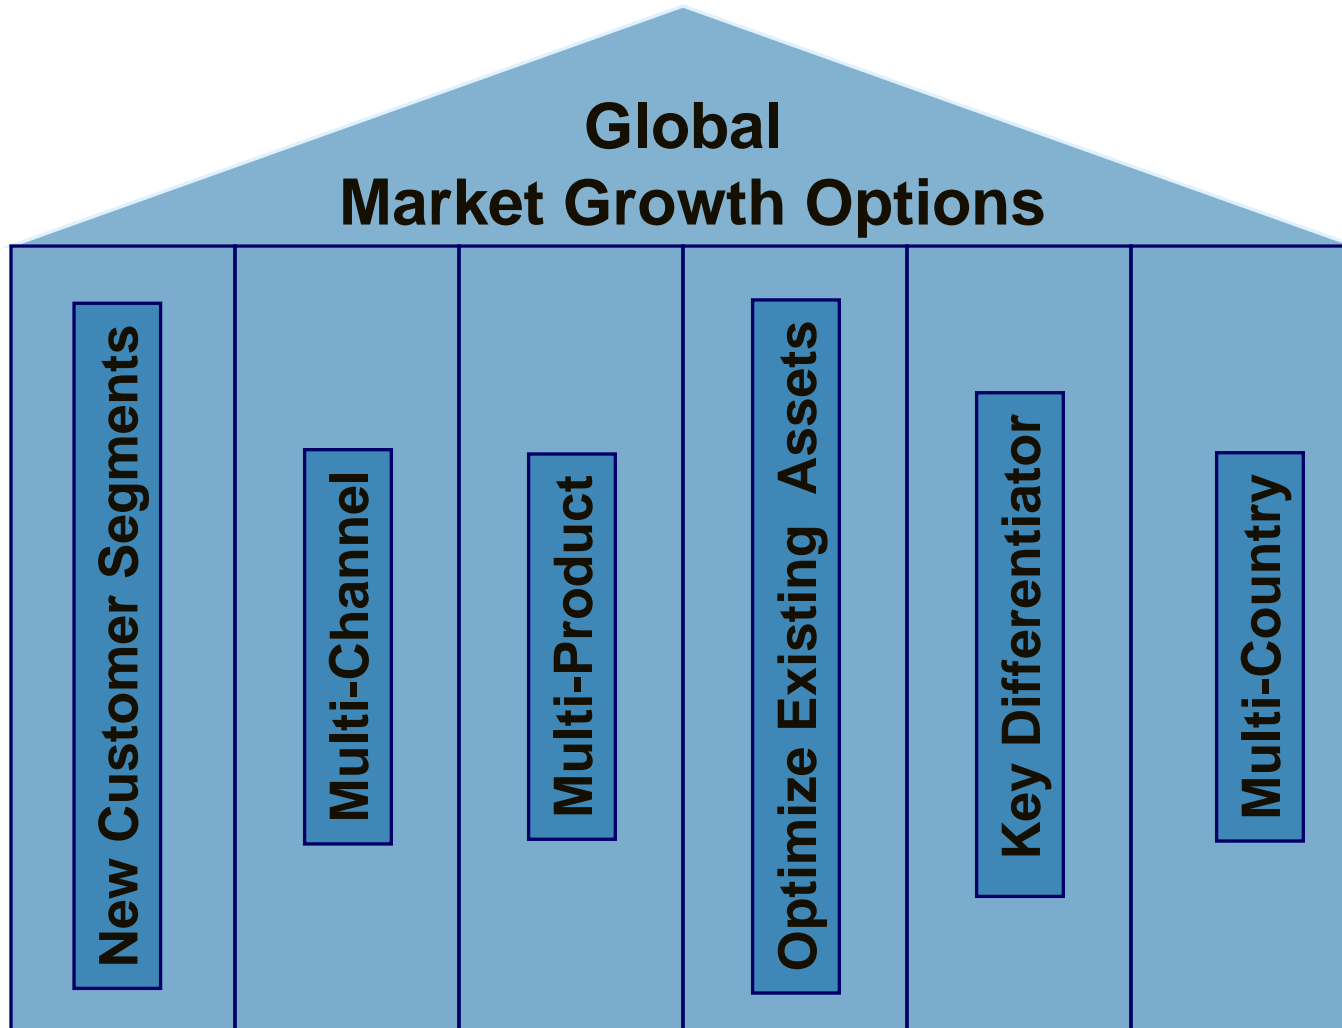 Global
Market Growth Options
New Customer Segments
Multi-Channel
Multi-Product
Optimize Existing  Assets
Key Differentiator
Multi-Country